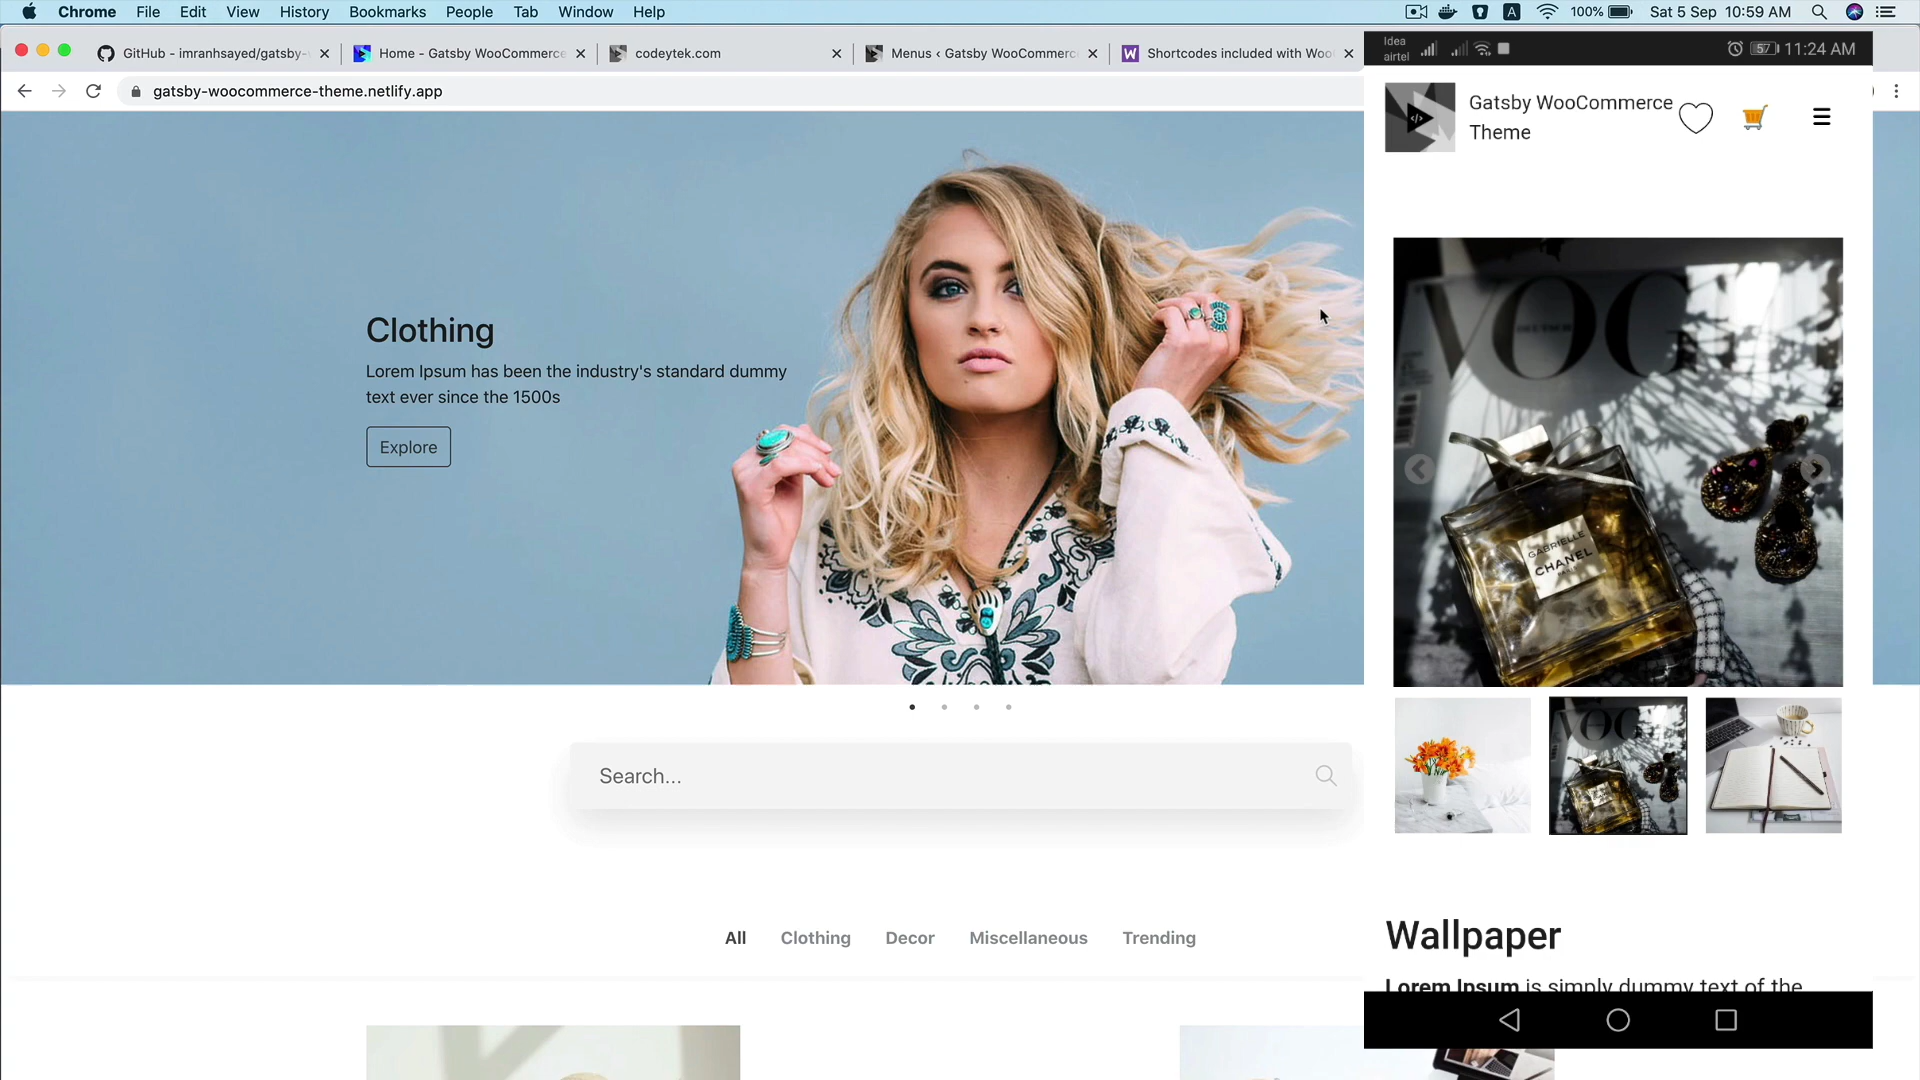 Chrome File Edit View History Bookmarks People Tab Window Help
A 100% Sat 5 Sep 10:59 AM
GitHub - imranhsayed/gatsby-
Home - Gatsby WooCommerce
codeytek.com
Menus ‹ Gatsby WooCommerc
Shortcodes included with Woo
gatsby-woocommerce-theme.netlify.app
Clothing
Lorem Ipsum has been the industry's standard dummy
text ever since the 1500s
Explore
Search...
All Clothing Decor Miscellaneous Trending
Idea
airtel
57 11:24 AM
Gatsby WooCommerce
Theme
VOG
GABRIELLE
CHANEL
PARIS
Wallpaper
Lorem Ipsum is simply dummy text of the